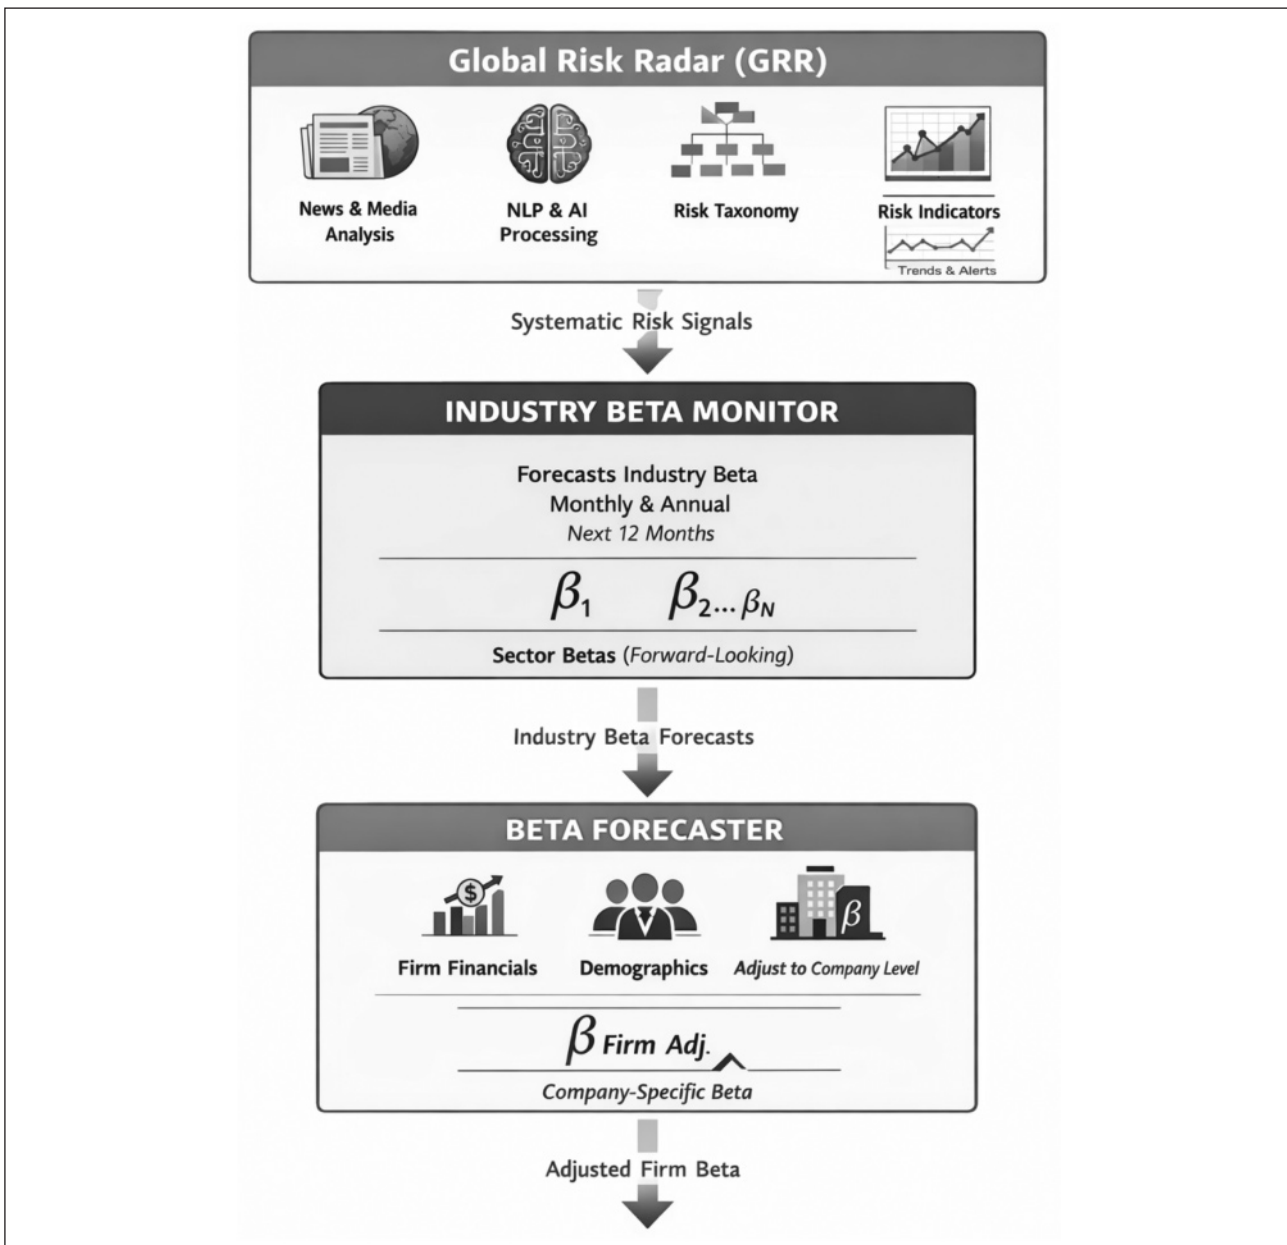 Global Risk Radar (GRR)
News & Media
Analysis
NLP & AI
Processing
Risk Taxonomy
Risk Indicators
Trends & Alerts
Systematic Risk Signals
INDUSTRY BETA MONITOR
Forecasts Industry Beta
Monthly & Annual
Next 12 Months
β1 β2... βN
Sector Betas (Forward-Looking)
Industry Beta Forecasts
BETA FORECASTER
$
β
Firm Financials
Demographics
Adjust to Company Level
β Firm Adj.
Company-Specific Beta
Adjusted Firm Beta